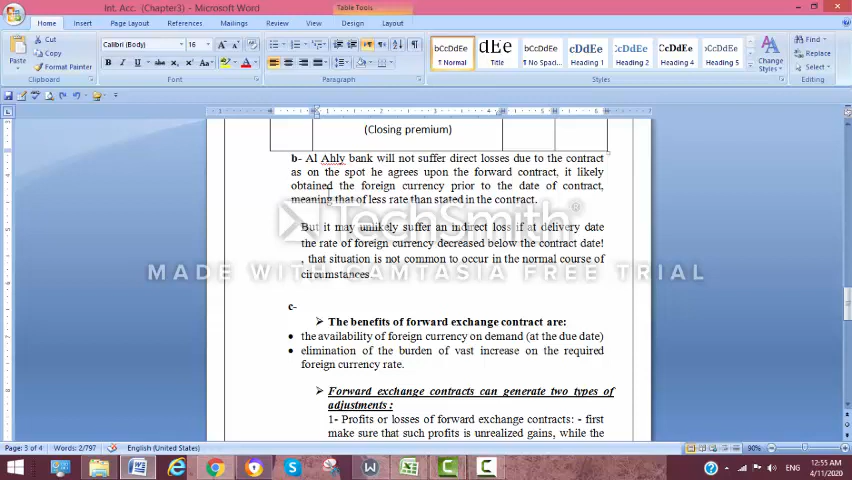 Int. Acc. (Chapter3) - Microsoft Word
Table Tools
Home Insert Page Layout References Mailings Review View Design Layout
Paste
Cut
Copy
Format Painter
Clipboard
Calibri (Body) 16
Font
Paragraph
bCcDdEe ¶ Normal
dEe Title
bCcDdEe ¶ No Spaci...
cDdEe Heading 1
bCcDdEe Heading 2
CcDdEe Heading 4
bCcDdEe Heading 5
Change Styles
Styles
Find
Replace
Select
Editing
(Closing premium)
b- Al Ahly bank will not suffer direct losses due to the contract
as on the spot he agrees upon the forward contract, it likely
obtained the foreign currency prior to the date of contract,
meaning that of less rate than stated in the contract.
But it may unlikely suffer an indirect loss if at delivery date
the rate of foreign currency decreased below the contract date!
, that situation is not common to occur in the normal course of
circumstances.
TechSmith
MADE WITH CAMTASIA FREE TRIAL
c-
➢ The benefits of forward exchange contract are:
• the availability of foreign currency on demand (at the due date)
• elimination of the burden of vast increase on the required
foreign currency rate.
➢ Forward exchange contracts can generate two types of
adjustments :
1- Profits or losses of forward exchange contracts: - first
make sure that such profits is unrealized gains, while the
Page: 3 of 4 Words: 2/797 English (United States) 90%
ENG
12:55 AM
4/11/2020